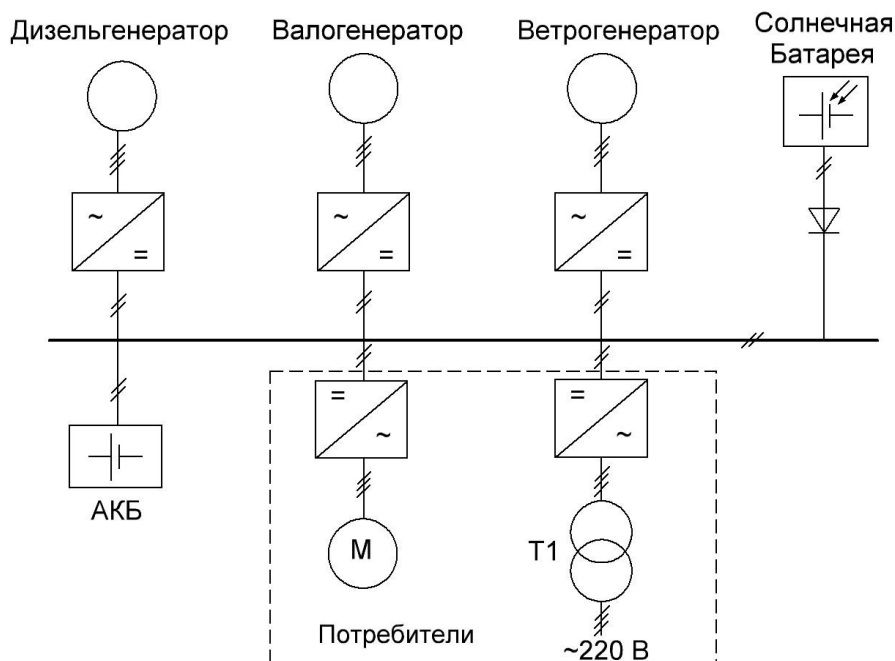 Дизельгенератор
Валогенератор
Ветрогенератор
Солнечная
Батарея
~
=
~
=
~
=
=
~
=
~
АКБ
М
Т1
Потребители
~220 В